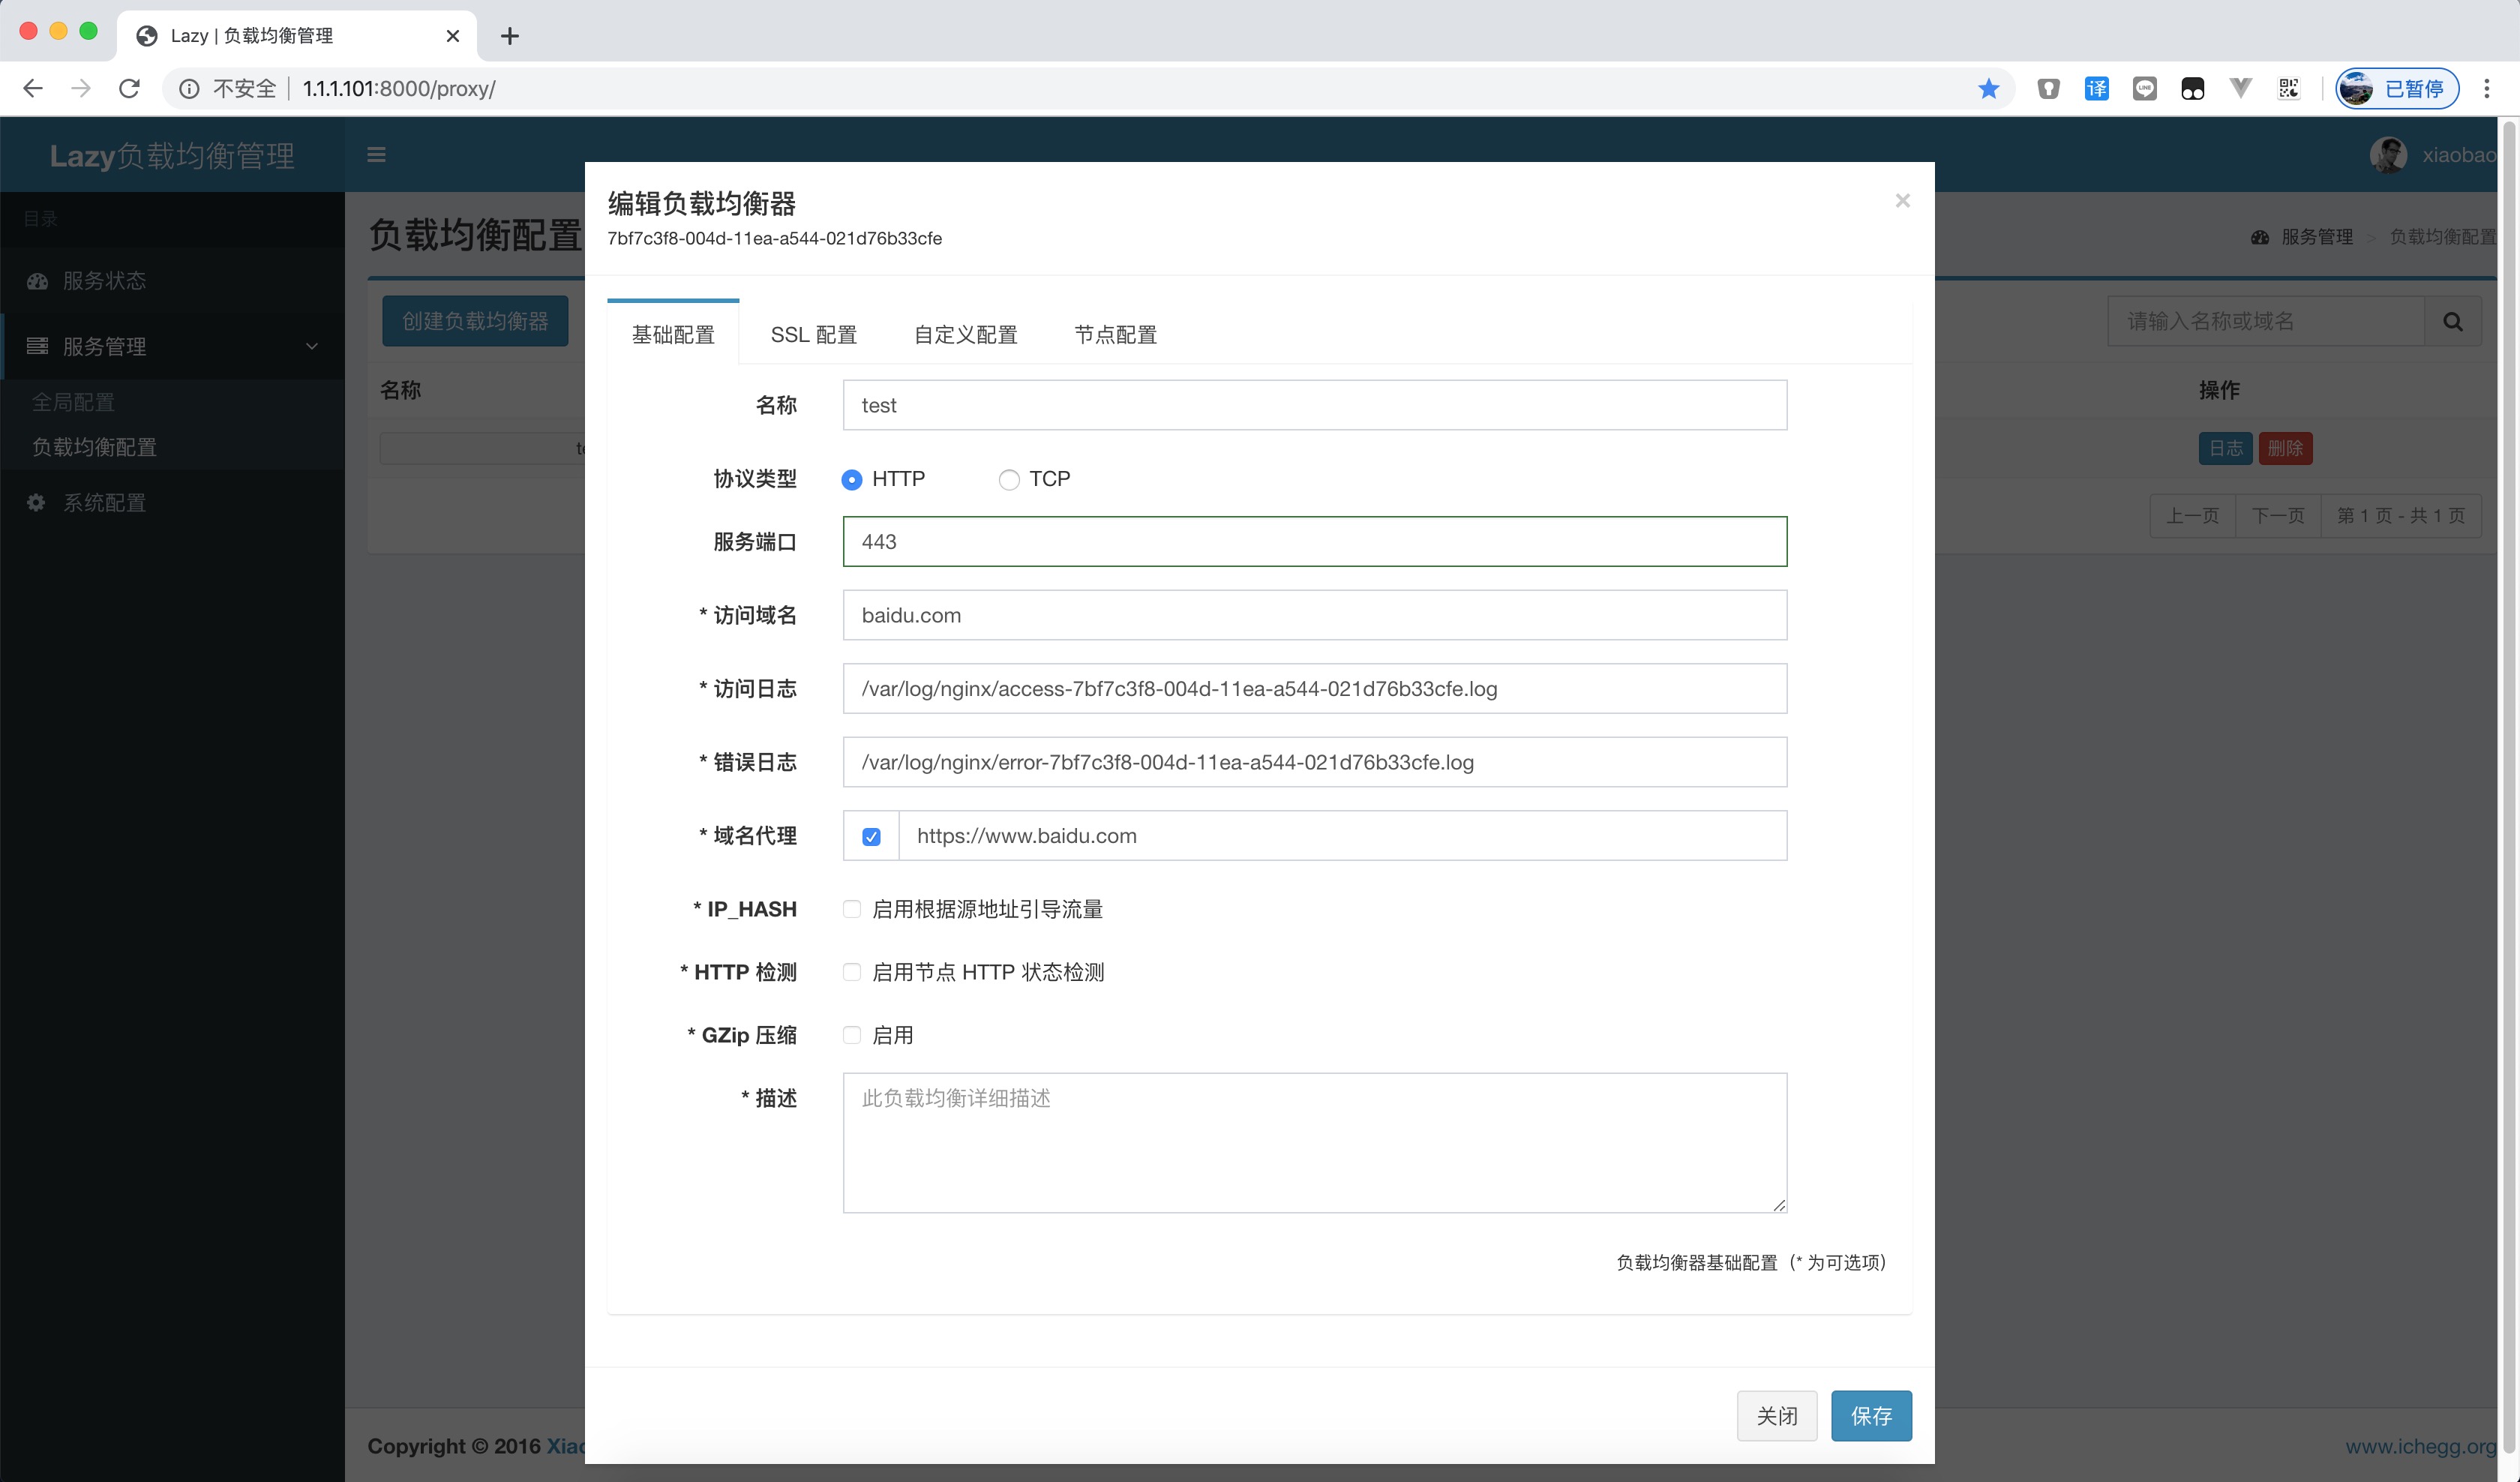 Lazy | 负载均衡管理
不安全 | 1.1.1.101:8000/proxy/
译
LINE
已暂停
Lazy负载均衡管理
xiaobao
目录
服务状态
服务管理
全局配置
负载均衡配置
系统配置
负载均衡配置
服务管理 > 负载均衡配置
创建负载均衡器
请输入名称或域名
名称
操作
te
日志 删除
上一页 下一页 第 1 页 - 共 1 页
编辑负载均衡器
×
7bf7c3f8-004d-11ea-a544-021d76b33cfe
基础配置 SSL 配置 自定义配置 节点配置
名称 test
协议类型 HTTP TCP
服务端口 443
* 访问域名 baidu.com
* 访问日志 /var/log/nginx/access-7bf7c3f8-004d-11ea-a544-021d76b33cfe.log
* 错误日志 /var/log/nginx/error-7bf7c3f8-004d-11ea-a544-021d76b33cfe.log
* 域名代理 https://www.baidu.com
* IP_HASH 启用根据源地址引导流量
* HTTP 检测 启用节点 HTTP 状态检测
* GZip 压缩 启用
* 描述 此负载均衡详细描述
负载均衡器基础配置（* 为可选项)
关闭 保存
Copyright © 2016 Xiao
www.ichegg.org